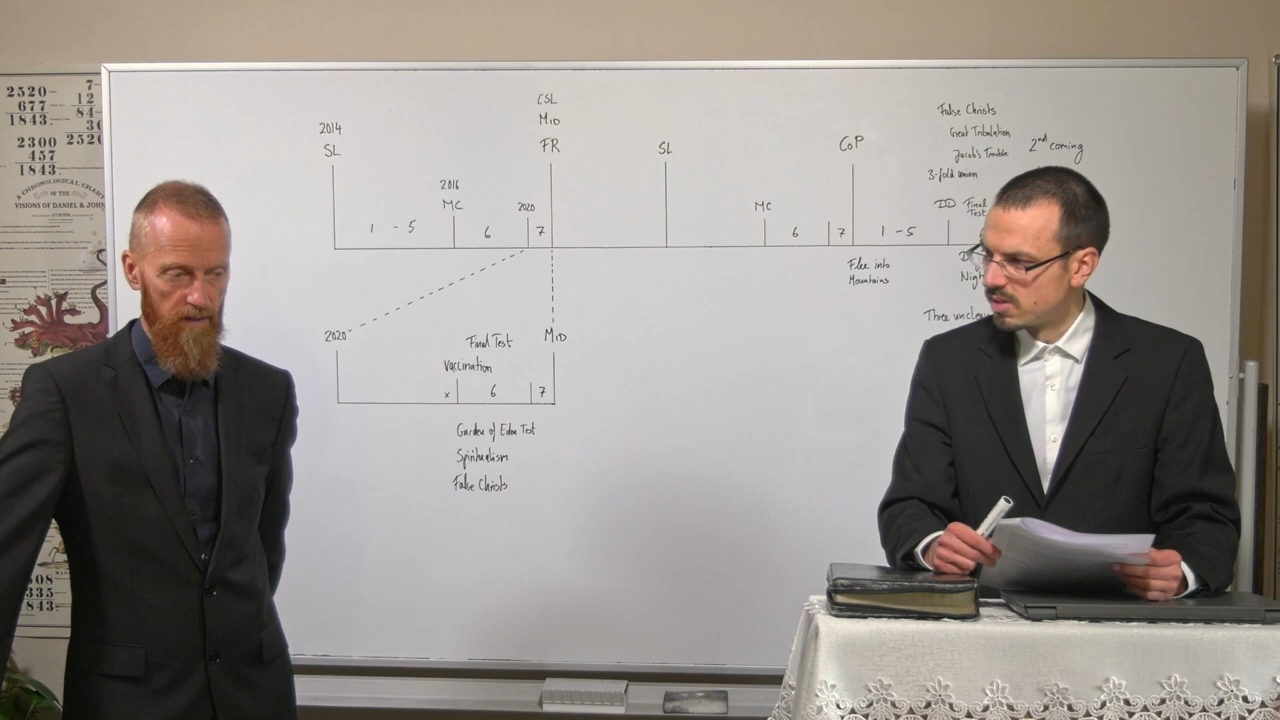 2520
677
1843.
2300
457
1843.
7
12
84
30
2520
A CHRONOLOGICAL CHART
OF THE
VISIONS OF DANIEL & JOHN
1843.
2014
SL
1 - 5
2016
MC
6
2020
7
CSL
MID
FR
SL
MC
6
7
CoP
1 - 5
Flee into
Mountains
False Christs
Great Tribulation
Jacob's Trouble
3-fold union
2nd coming
DD
Final
Test
Three
2020
Final Test
Vaccination
x
6
7
MID
Garden of Eden Test
Spiritualism
False Christs